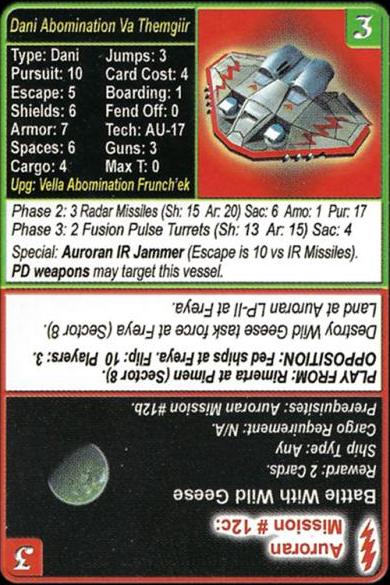 Dani Abomination Va Themgiir
3
Type: Dani Jumps: 3
Pursuit: 10 Card Cost: 4
Escape: 5 Boarding: 1
Shields: 6 Fend Off: 0
Armor: 7 Tech: AU-17
Spaces: 6 Guns: 3
Cargo: 4 Max T: 0
Upg: Vella Abomination Frunch'ek
Phase 2: 3 Radar Missiles (Sh: 15 Ar: 20) Sac: 6 Amo: 1 Pur: 17
Phase 3: 2 Fusion Pulse Turrets (Sh: 13 Ar: 15) Sac: 4
Special: Auroran IR Jammer (Escape is 10 vs IR Missiles).
PD weapons may target this vessel.
3
Auroran
Mission # 12c:
Battle With Wild Geese
Reward: 2 Cards.
Ship Type: Any
Cargo Requirement: N/A.
Prerequisites: Auroran Mission #12b.
PLAY FROM: Rimerta at Pimen (Sector 8).
OPPOSITION: Fed ships at Freya. Flip: 10 Players: 3.
Destroy Wild Geese task force at Freya (Sector 8).
Land at Auroran LP-II at Freya.